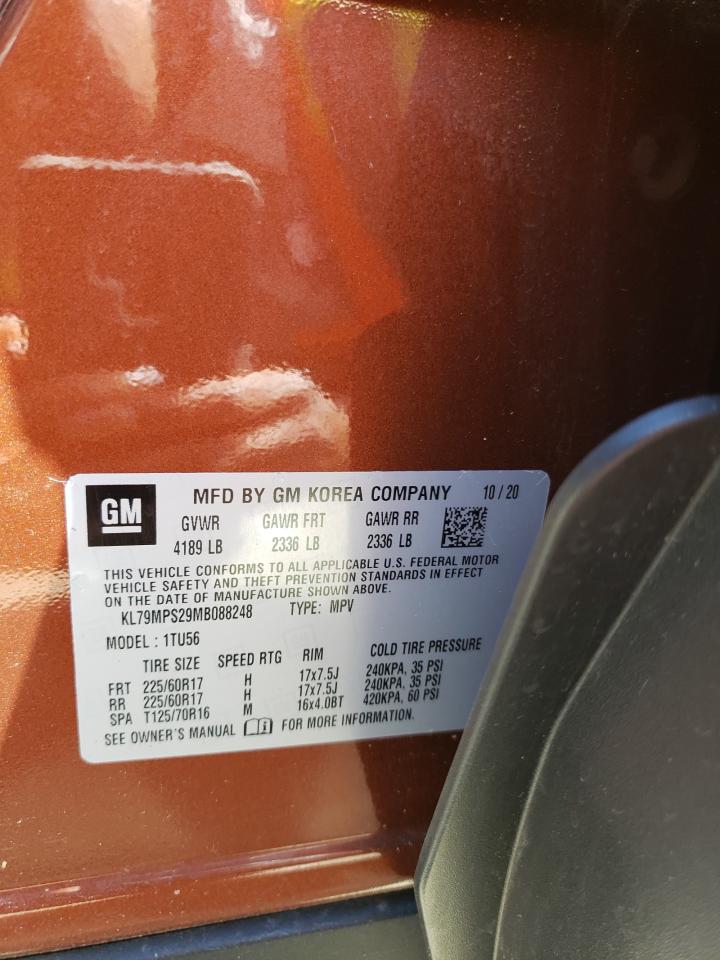 GM
MFD BY GM KOREA COMPANY 10/20
GVWR GAWR FRT GAWR RR
4189 LB 2336 LB 2336 LB
THIS VEHICLE CONFORMS TO ALL APPLICABLE U.S. FEDERAL MOTOR
VEHICLE SAFETY AND THEFT PREVENTION STANDARDS IN EFFECT
ON THE DATE OF MANUFACTURE SHOWN ABOVE.
KL79MPS29MB088248 TYPE: MPV
MODEL: 1TU56
TIRE SIZE SPEED RTG RIM COLD TIRE PRESSURE
FRT 225/60R17 H 17x7.5J 240KPA, 35 PSI
RR 225/60R17 H 17x7.5J 240KPA, 35 PSI
SPA T125/70R16 M 16x4.0BT 420KPA, 60 PSI
SEE OWNER'S MANUAL FOR MORE INFORMATION.